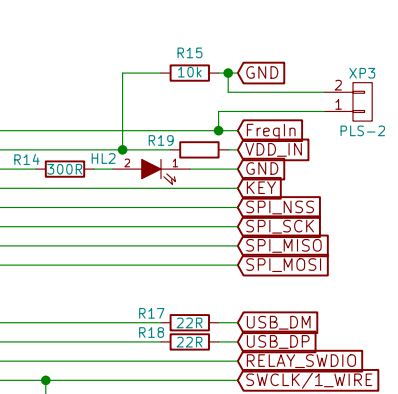 R15
10k
GND
XP3
2
1
PLS-2
FreqIn
R19
VDD_IN
R14
300R
HL2
2
1
GND
KEY
SPI_NSS
SPI_SCK
SPI_MISO
SPI_MOSI
R17
22R
USB_DM
R18
22R
USB_DP
RELAY_SWDIO
SWCLK/1_WIRE